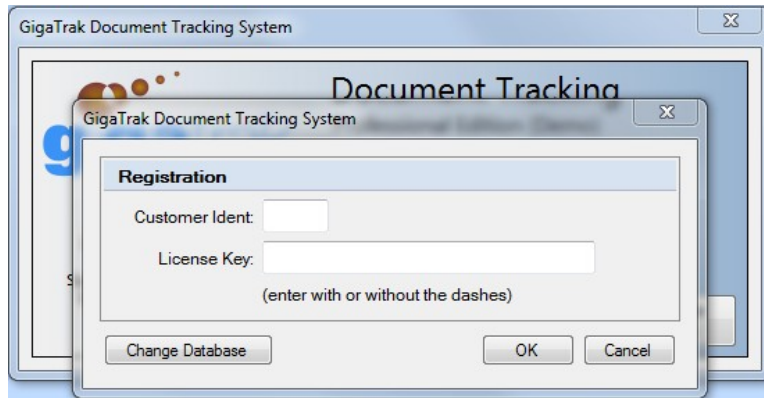 GigaTrak Document Tracking System
Document Tracking
GigaTrak Document Tracking System
Registration
Customer Ident:
License Key:
(enter with or without the dashes)
Change Database
OK
Cancel